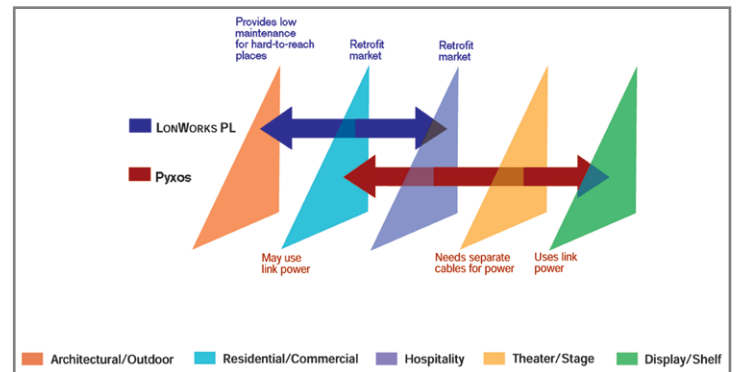 Provides low
maintenance
for hard-to-reach
places
Retrofit
market
Retrofit
market
LONWORKS PL
Pyxos
May use
link power
Needs separate
cables for power
Uses link
power
Architectural/Outdoor
Residential/Commercial
Hospitality
Theater/Stage
Display/Shelf